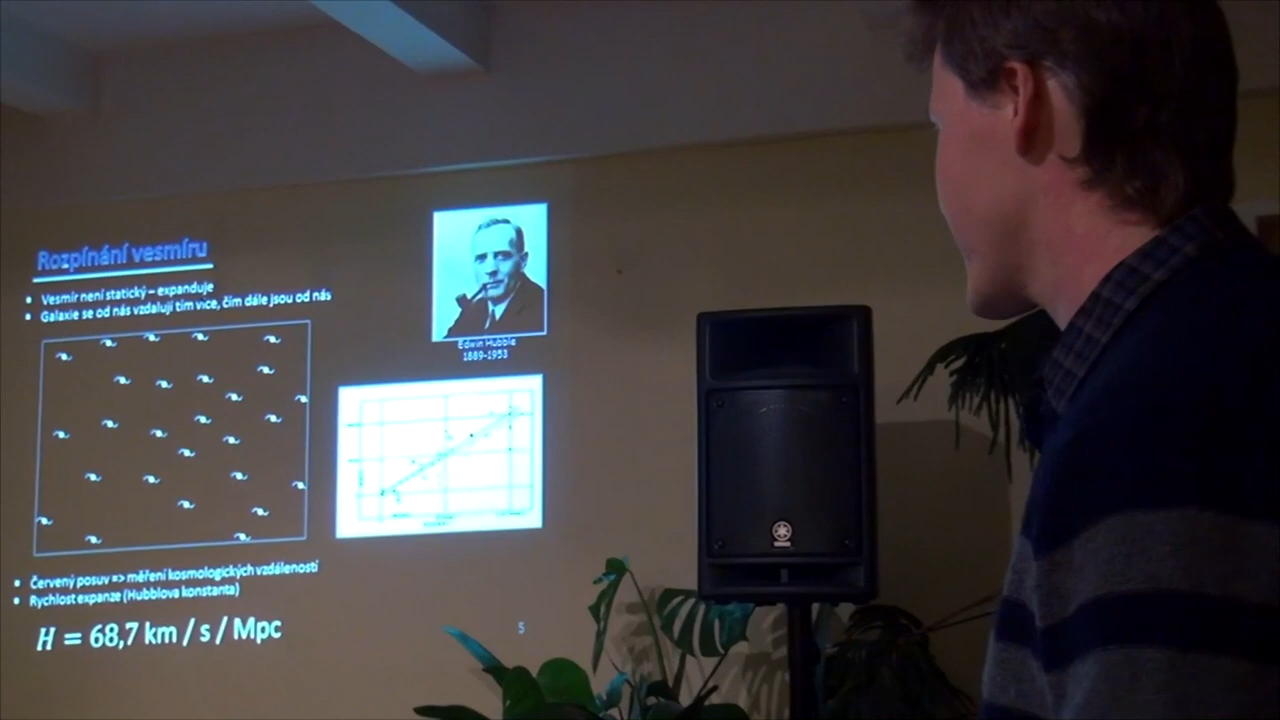 Rozpínání vesmíru
• Vesmír není statický – expanduje
• Galaxie se od nás vzdalují tím více, čím dále jsou od nás
Edwin Hubble
1889-1953
• Červený posuv => měření kosmologických vzdáleností
• Rychlost expanze (Hubblova konstanta)
H = 68,7 km / s / Mpc
5